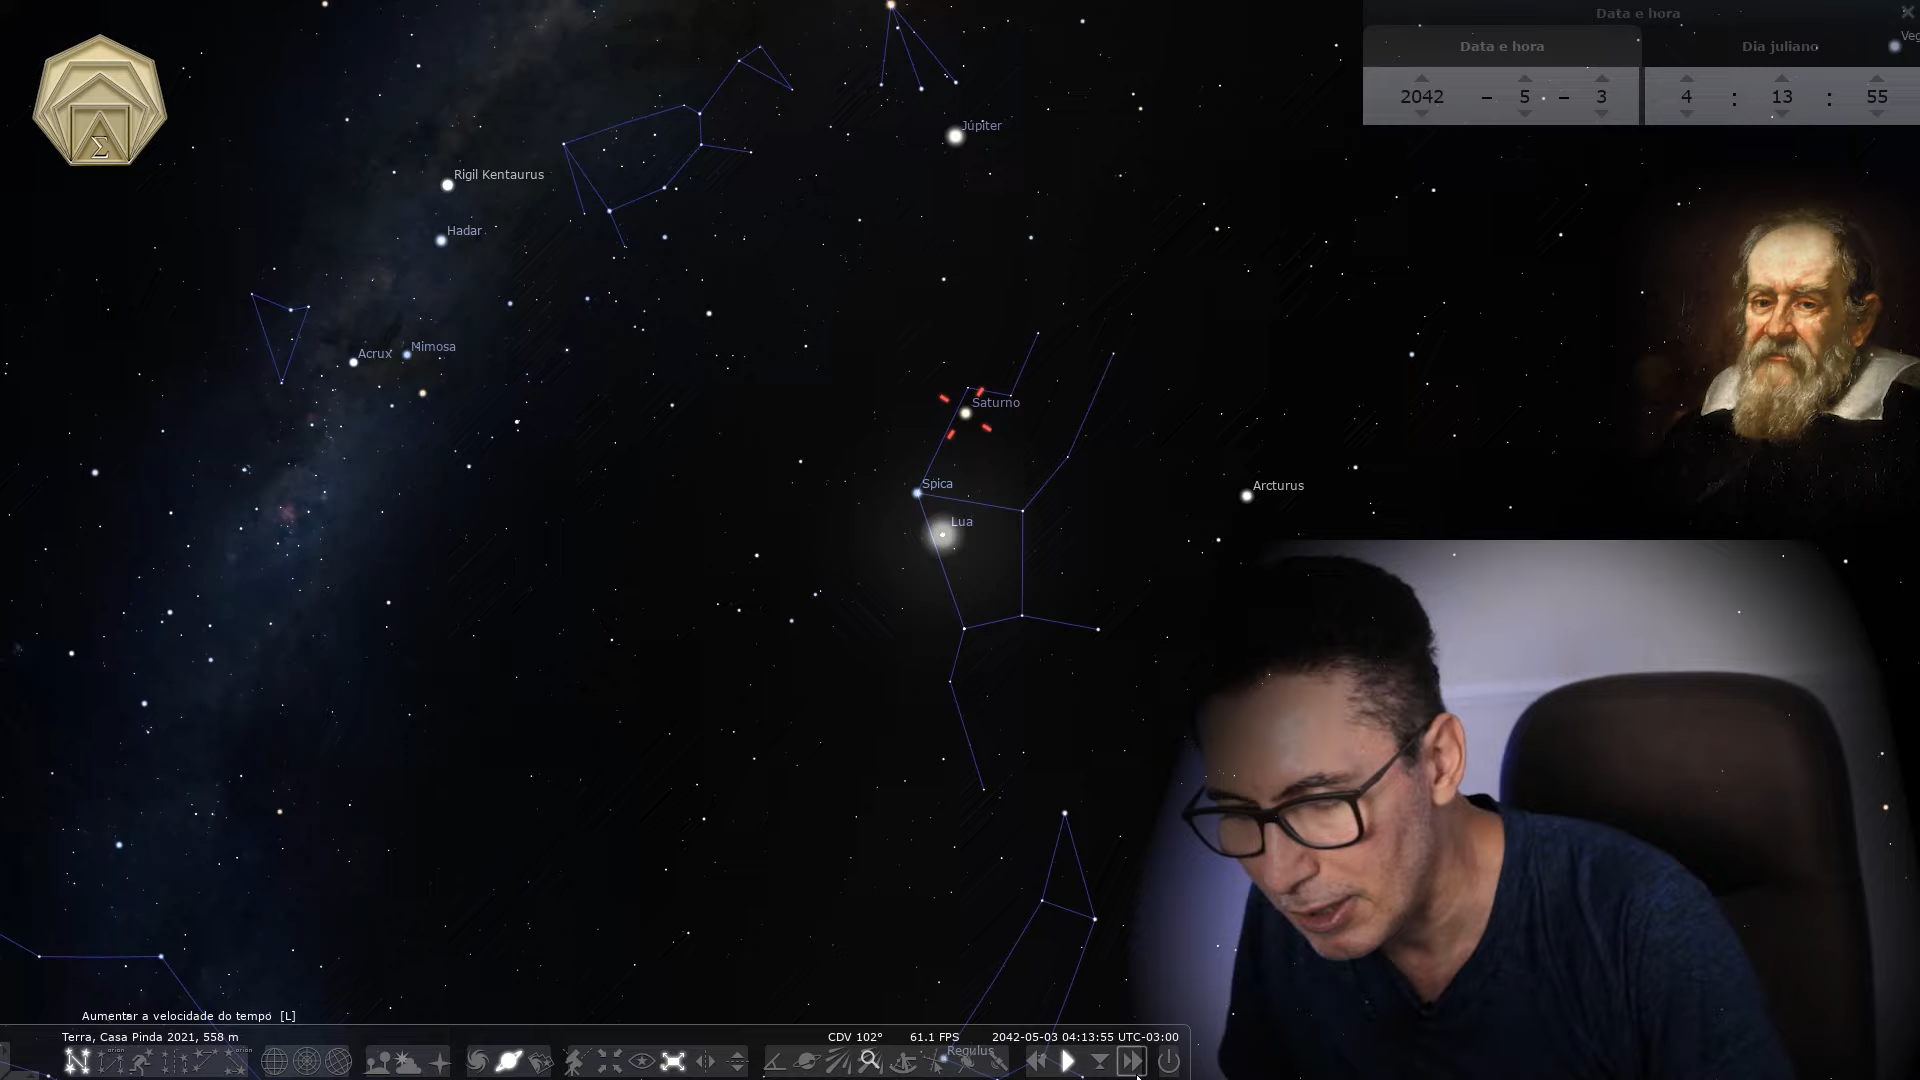 Data e hora
Data e hora
Dia juliano
Veg
2042 - 5 - 3
4 : 13 : 55
Júpiter
Rigil Kentaurus
Hadar
Acrux
Mimosa
Saturno
Spica
Arcturus
Lua
Σ
Aumentar a velocidade do tempo [L]
Terra, Casa Pinda 2021, 558 m
CDV 102°
61.1 FPS
2042-05-03 04:13:55 UTC-03:00
Regulus